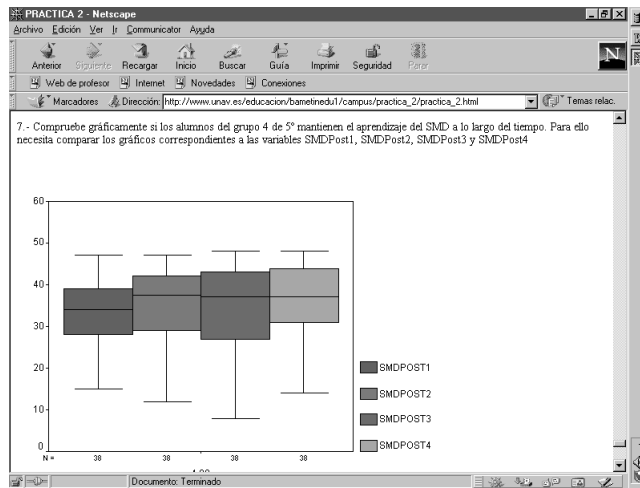 PRACTICA 2 - Netscape
Archivo Edición Ver Ir Communicator Ayuda
Anterior Siguiente Recargar Inicio Buscar Guía Imprimir Seguridad Parar
N
Web de profesor Internet Novedades Conexiones
Marcadores Dirección: http://www.unav.es/educacion/bametinedu1/campus/practica_2/practica_2.html Temas relac.
7.- Compruebe gráficamente si los alumnos del grupo 4 de 5º mantienen el aprendizaje del SMD a lo largo del tiempo. Para ello
necesita comparar los gráficos correspondientes a las variables SMDPost1, SMDPost2, SMDPost3 y SMDPost4
60
50
40
30
20
10
0
SMDPOST1
SMDPOST2
SMDPOST3
SMDPOST4
N = 38 38 38 38
Documento: Terminado